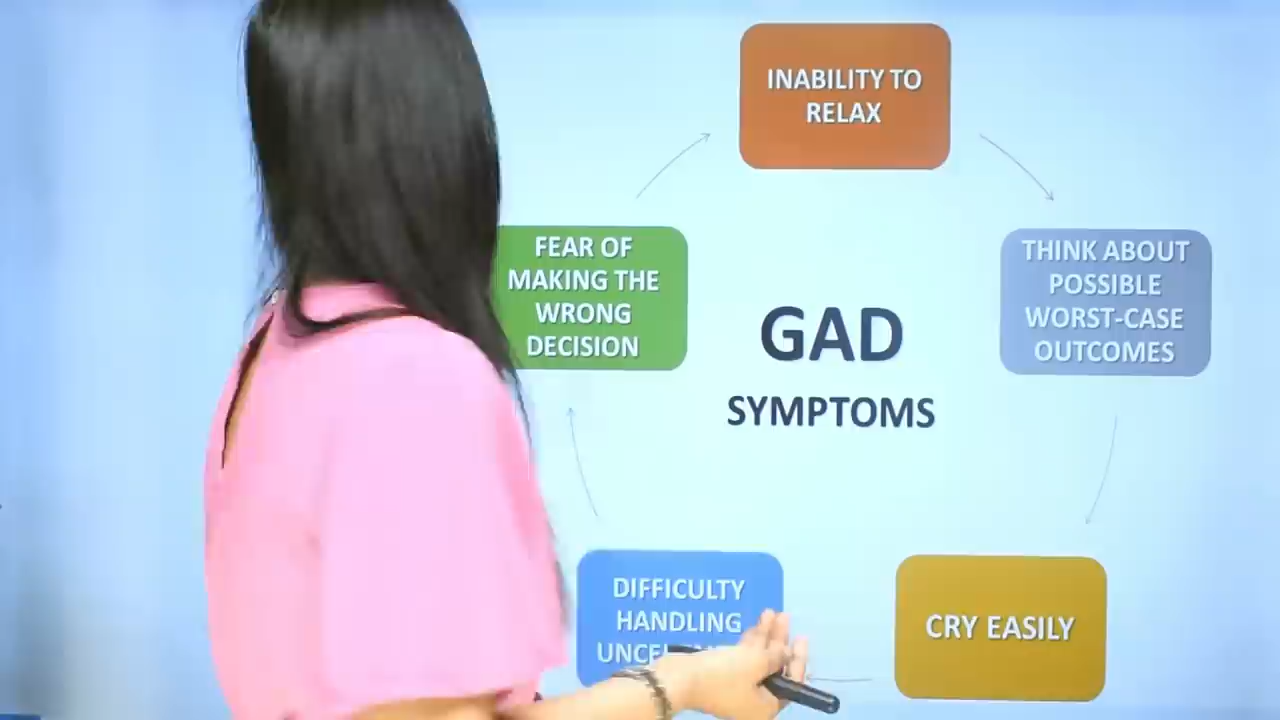 INABILITY TO
RELAX
THINK ABOUT
POSSIBLE
WORST-CASE
OUTCOMES
CRY EASILY
DIFFICULTY
HANDLING
FEAR OF
MAKING THE
WRONG
DECISION
GAD
SYMPTOMS